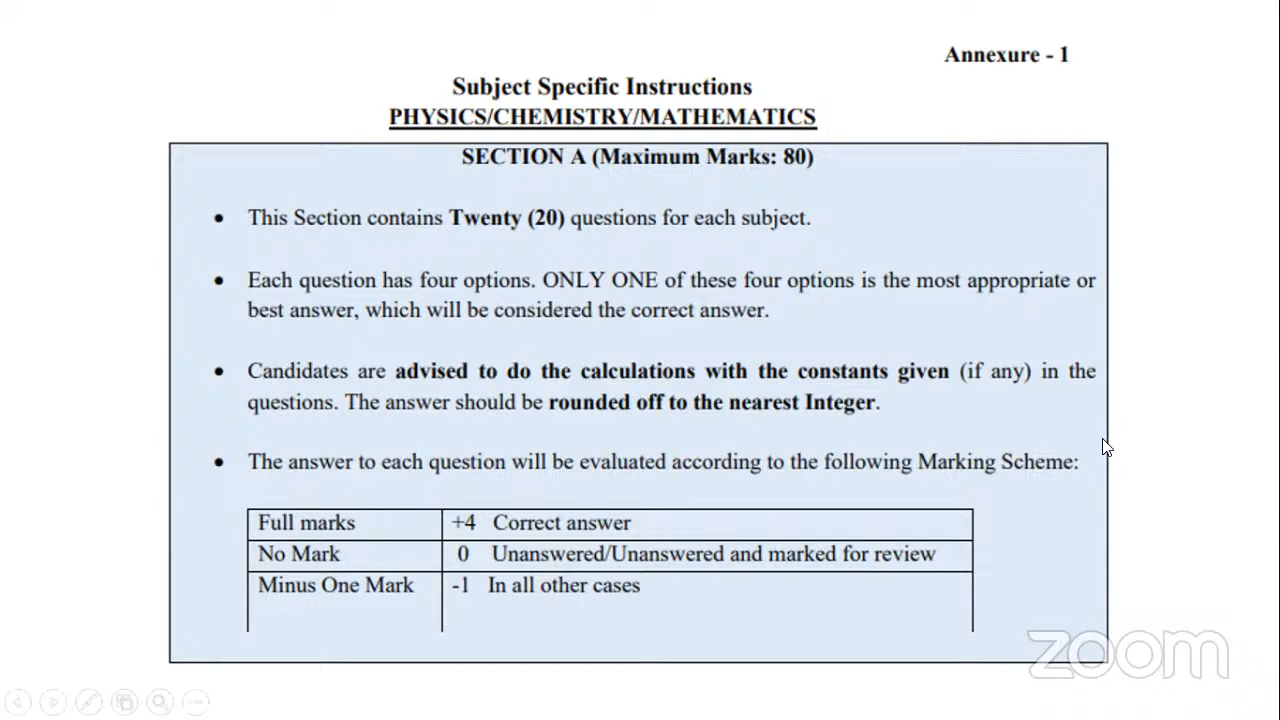 Annexure - 1
Subject Specific Instructions
PHYSICS/CHEMISTRY/MATHEMATICS
SECTION A (Maximum Marks: 80)
• This Section contains Twenty (20) questions for each subject.
• Each question has four options. ONLY ONE of these four options is the most appropriate or
best answer, which will be considered the correct answer.
• Candidates are advised to do the calculations with the constants given (if any) in the
questions. The answer should be rounded off to the nearest Integer.
• The answer to each question will be evaluated according to the following Marking Scheme:
Full marks +4 Correct answer
No Mark 0 Unanswered/Unanswered and marked for review
Minus One Mark -1 In all other cases
zoom